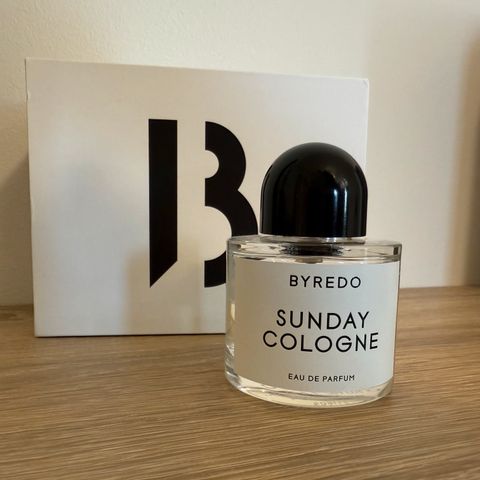 B
BYREDO
SUNDAY
COLOGNE
EAU DE PARFUM